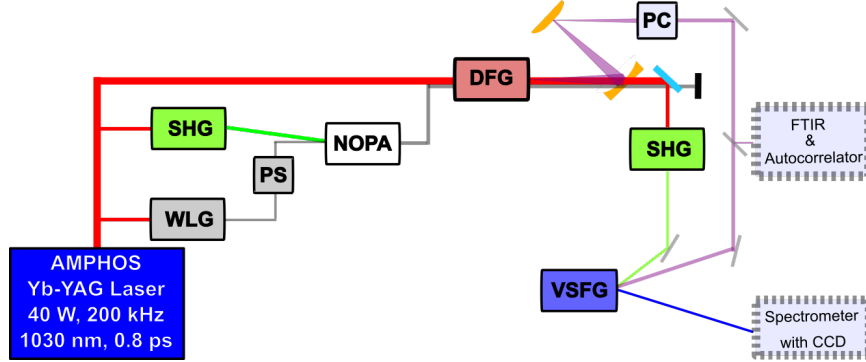 PC
DFG
SHG
NOPA
PS
WLG
SHG
FTIR
&
Autocorrelator
AMPHOS
Yb-YAG Laser
40 W, 200 kHz
1030 nm, 0.8 ps
VSFG
Spectrometer
with CCD